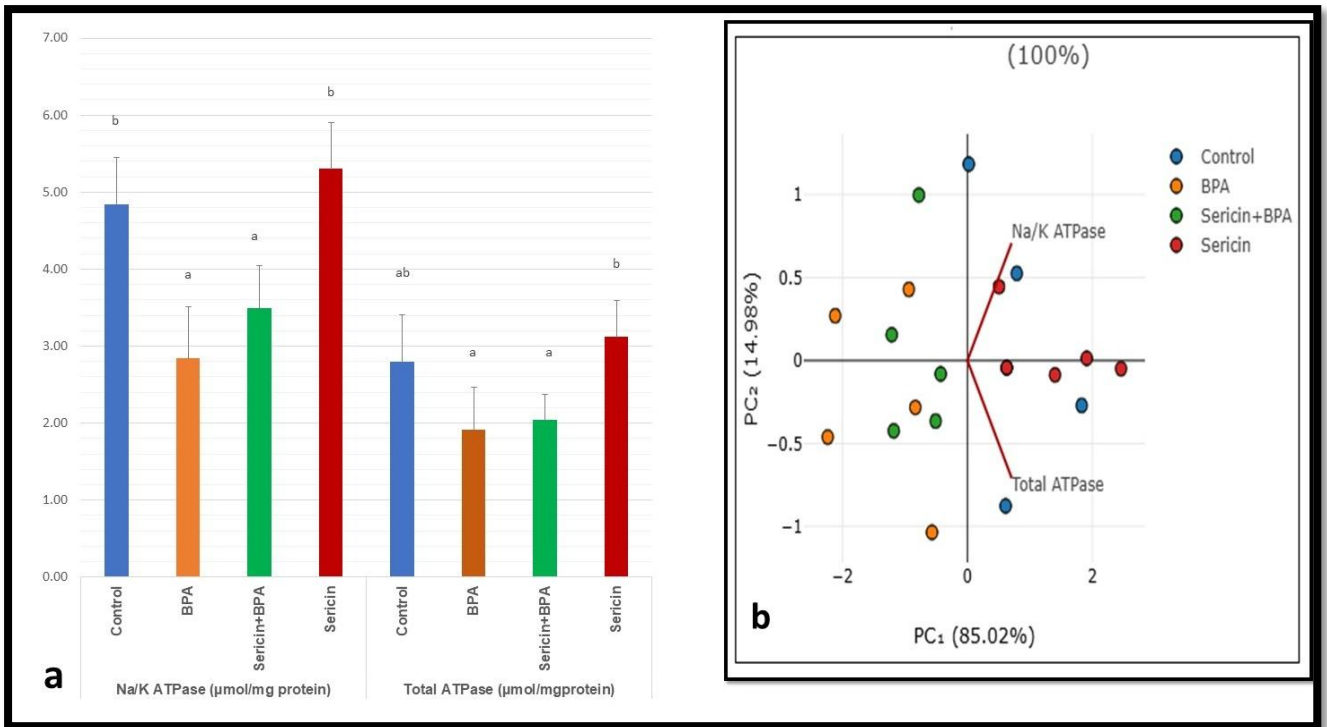 7.00
6.00
5.00
4.00
3.00
2.00
1.00
0.00
b
a
a
b
ab
a
a
b
Control
BPA
Sericin+BPA
Sericin
Control
BPA
Sericin+BPA
Sericin
Na/K ATPase (µmol/mg protein)
Total ATPase (µmol/mgprotein)
a
(100%)
Control
BPA
Sericin+BPA
Sericin
Na/K ATPase
Total ATPase
1
0.5
0
−0.5
−1
PC₂ (14.98%)
−2
0
2
PC₁ (85.02%)
b